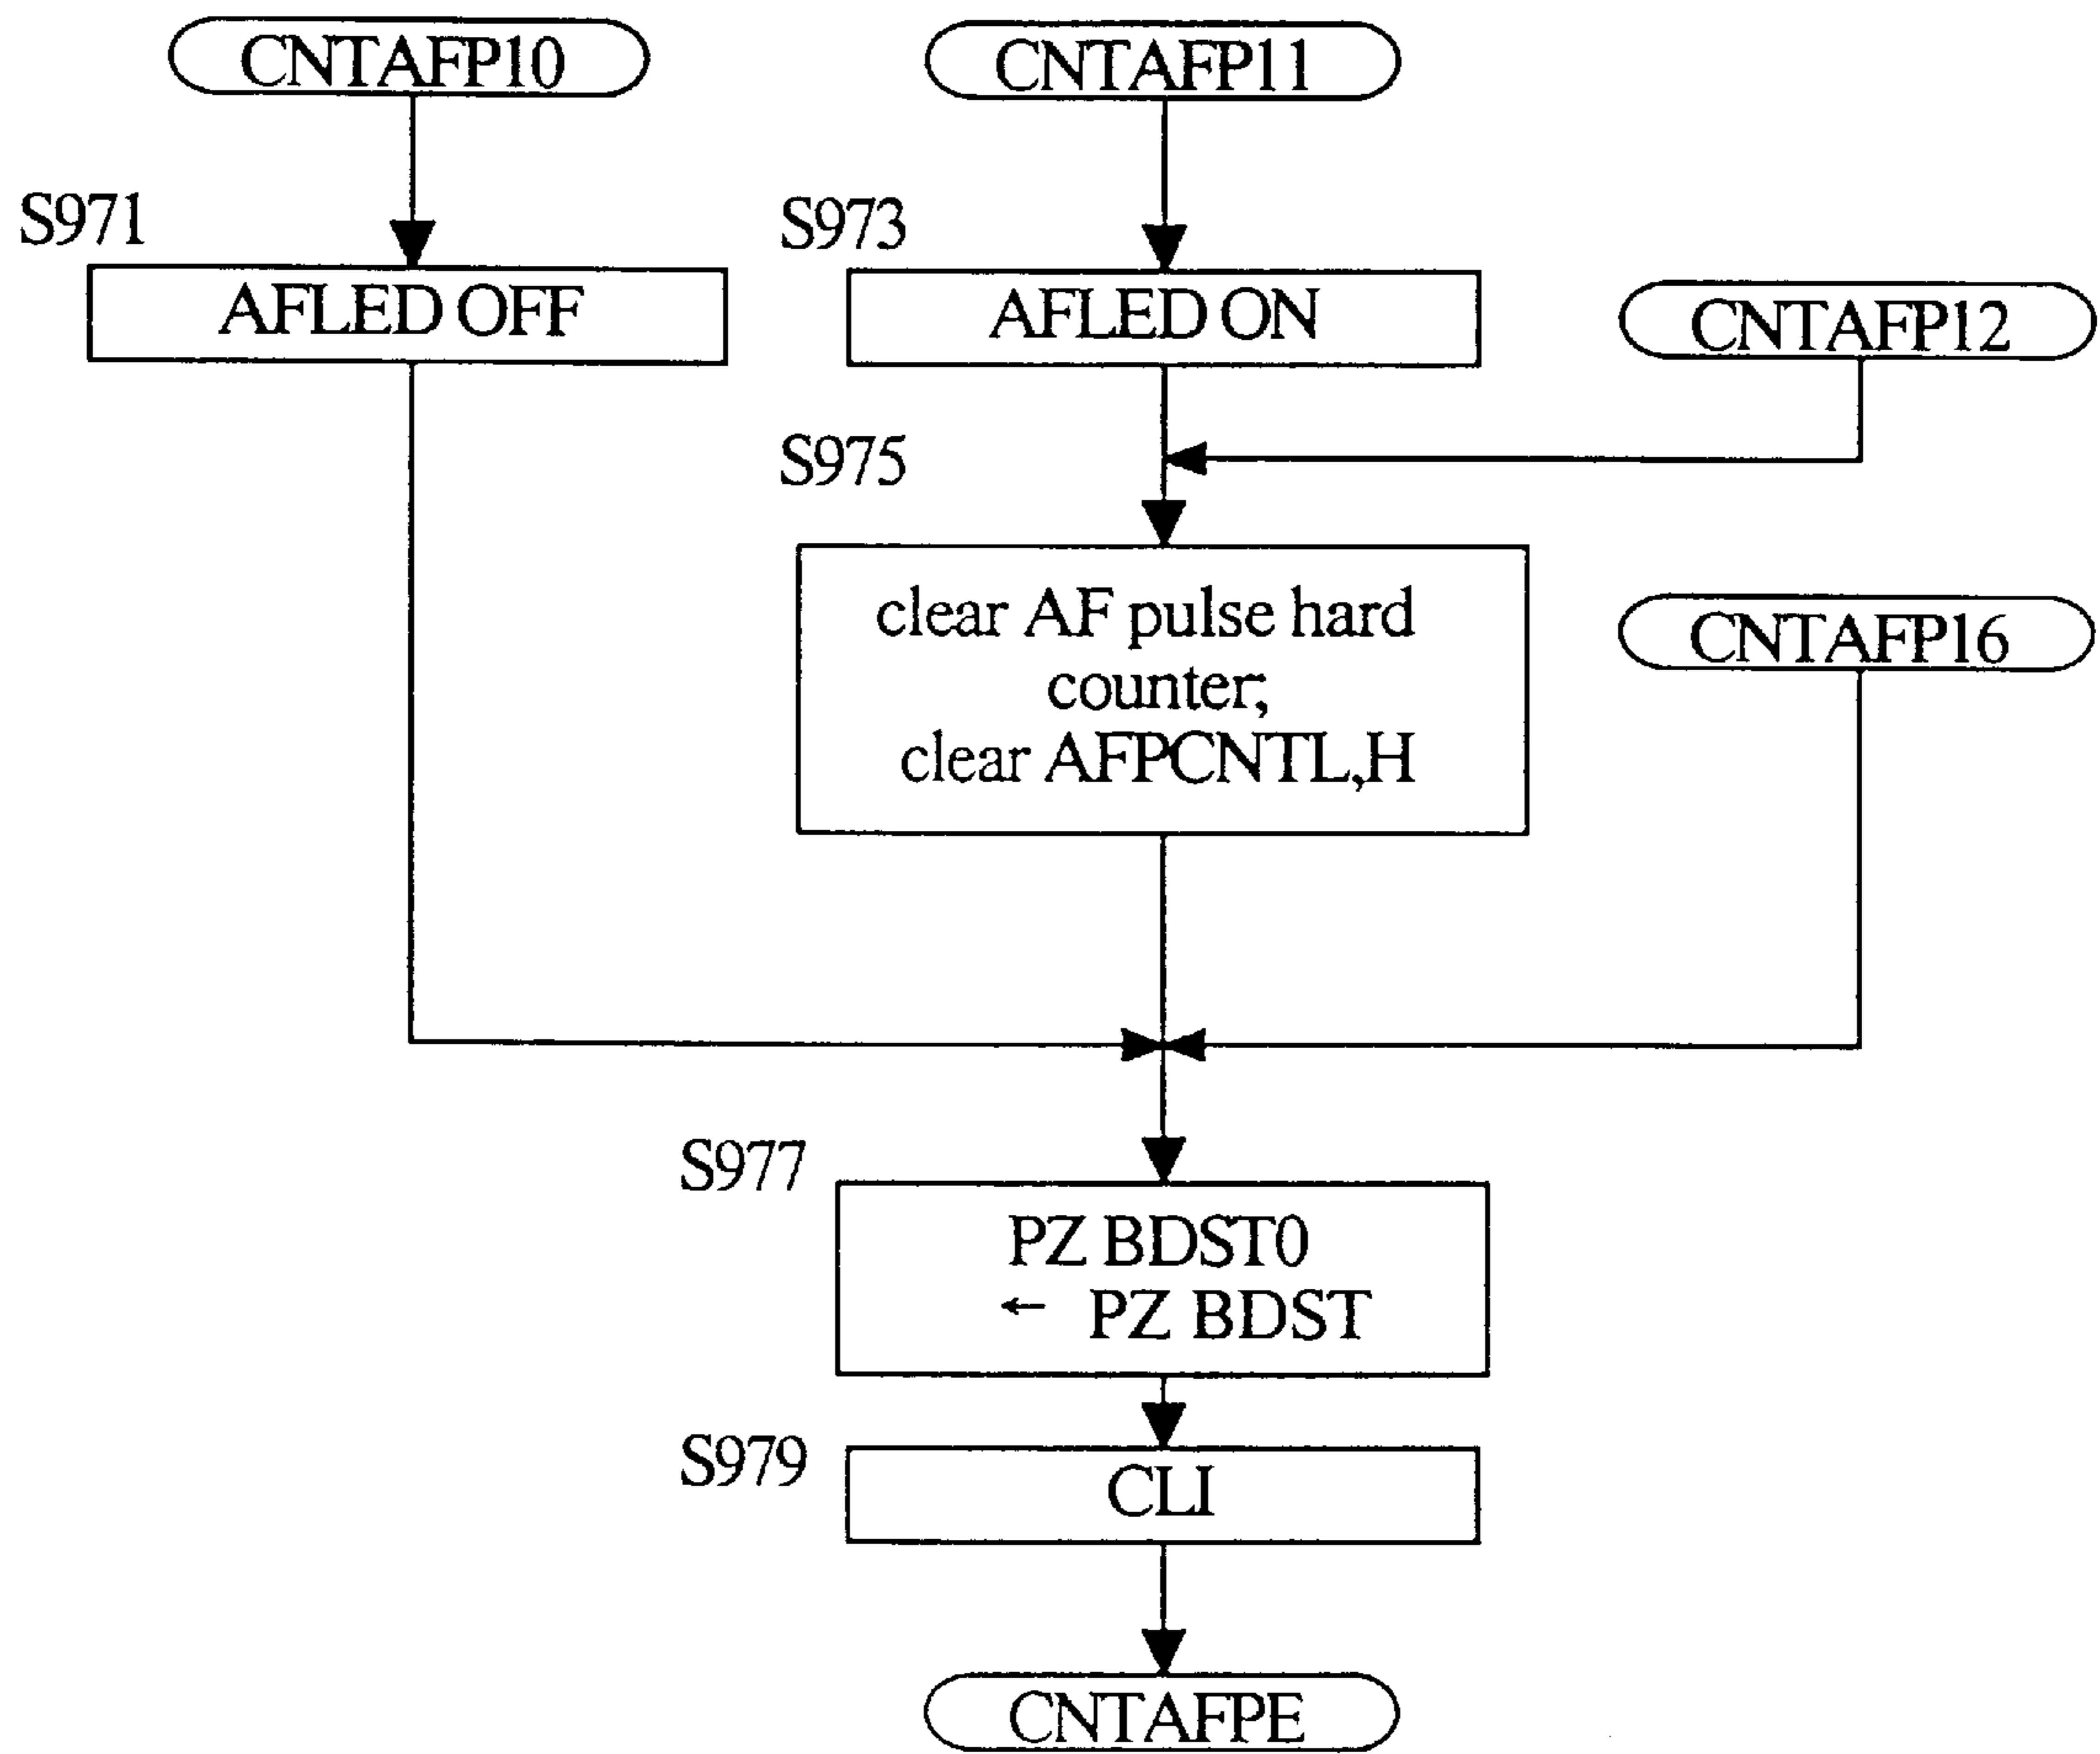 CNTAFP10
CNTAFP11
S971
S973
AFLED OFF
AFLED ON
CNTAFP12
S975
clear AF pulse hard
counter;
clear AFPCNTL,H
CNTAFP16
S977
PZ BDST0
← PZ BDST
S979
CLI
CNTAFPE